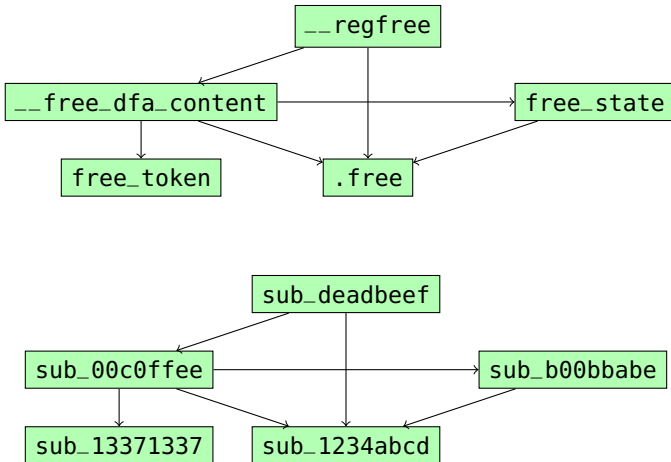 __regfree
__free_dfa_content free_state
free_token .free
sub_deadbeef
sub_00c0ffee sub_b00bbabe
sub_13371337 sub_1234abcd